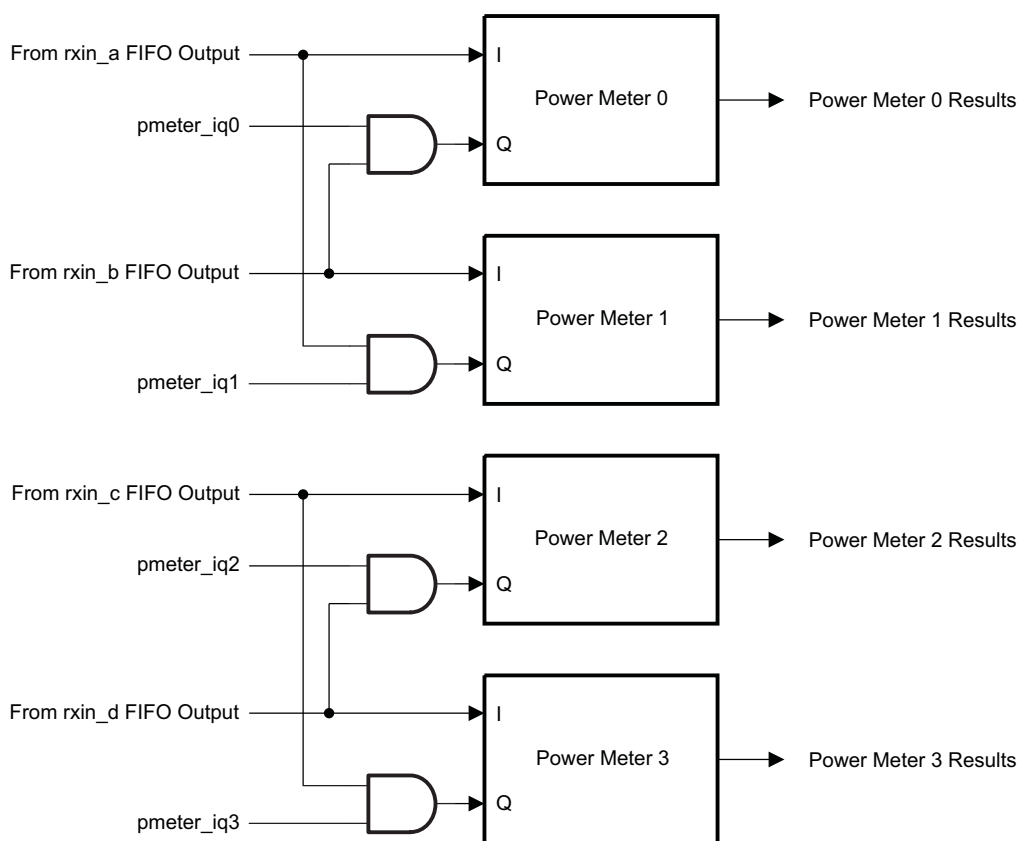 From rxin_a FIFO Output
I
Power Meter 0
Power Meter 0 Results
pmeter_iq0
Q
From rxin_b FIFO Output
I
Power Meter 1
Power Meter 1 Results
Q
pmeter_iq1
From rxin_c FIFO Output
I
Power Meter 2
Power Meter 2 Results
pmeter_iq2
Q
From rxin_d FIFO Output
I
Power Meter 3
Power Meter 3 Results
Q
pmeter_iq3